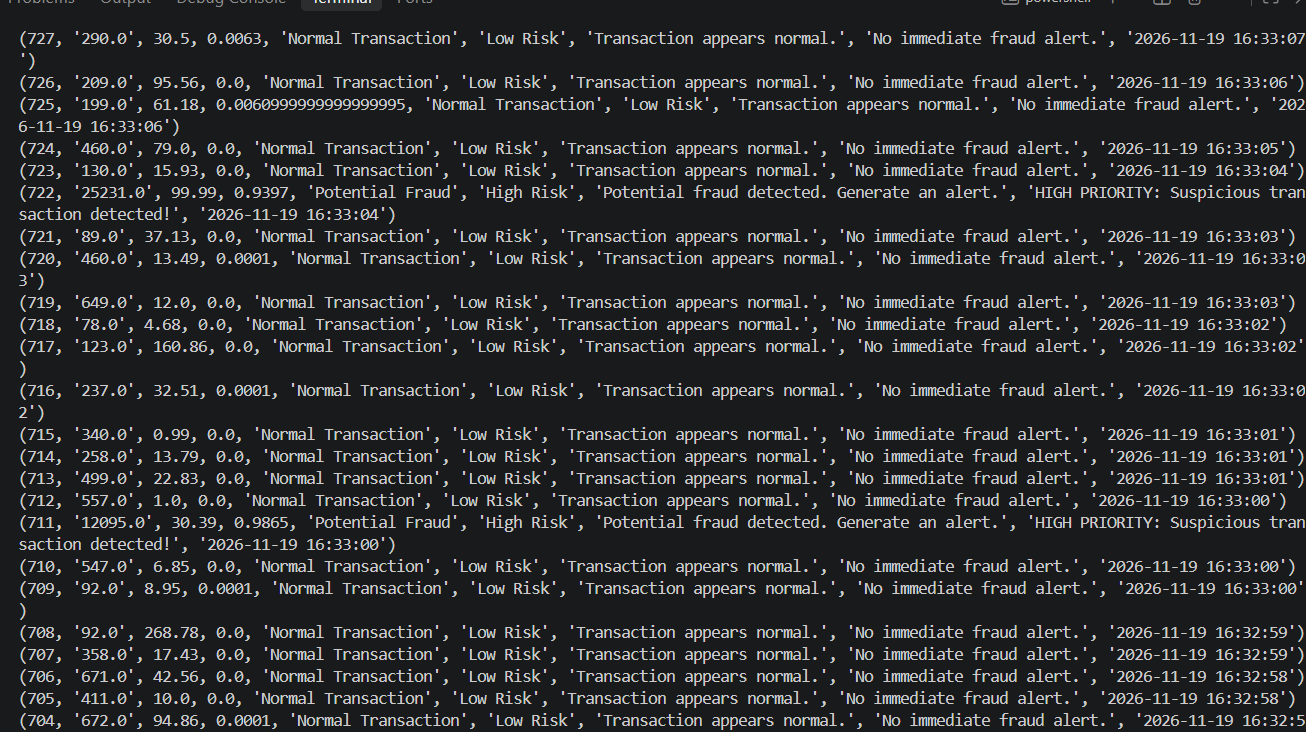 Problems Output Debug Console Terminal Ports powershell
(727, '290.0', 30.5, 0.0063, 'Normal Transaction', 'Low Risk', 'Transaction appears normal.', 'No immediate fraud alert.', '2026-11-19 16:33:07
')
(726, '209.0', 95.56, 0.0, 'Normal Transaction', 'Low Risk', 'Transaction appears normal.', 'No immediate fraud alert.', '2026-11-19 16:33:06')
(725, '199.0', 61.18, 0.0060999999999999995, 'Normal Transaction', 'Low Risk', 'Transaction appears normal.', 'No immediate fraud alert.', '202
6-11-19 16:33:06')
(724, '460.0', 79.0, 0.0, 'Normal Transaction', 'Low Risk', 'Transaction appears normal.', 'No immediate fraud alert.', '2026-11-19 16:33:05')
(723, '130.0', 15.93, 0.0, 'Normal Transaction', 'Low Risk', 'Transaction appears normal.', 'No immediate fraud alert.', '2026-11-19 16:33:04')
(722, '25231.0', 99.99, 0.9397, 'Potential Fraud', 'High Risk', 'Potential fraud detected. Generate an alert.', 'HIGH PRIORITY: Suspicious tran
saction detected!', '2026-11-19 16:33:04')
(721, '89.0', 37.13, 0.0, 'Normal Transaction', 'Low Risk', 'Transaction appears normal.', 'No immediate fraud alert.', '2026-11-19 16:33:03')
(720, '460.0', 13.49, 0.0001, 'Normal Transaction', 'Low Risk', 'Transaction appears normal.', 'No immediate fraud alert.', '2026-11-19 16:33:0
3')
(719, '649.0', 12.0, 0.0, 'Normal Transaction', 'Low Risk', 'Transaction appears normal.', 'No immediate fraud alert.', '2026-11-19 16:33:03')
(718, '78.0', 4.68, 0.0, 'Normal Transaction', 'Low Risk', 'Transaction appears normal.', 'No immediate fraud alert.', '2026-11-19 16:33:02')
(717, '123.0', 160.86, 0.0, 'Normal Transaction', 'Low Risk', 'Transaction appears normal.', 'No immediate fraud alert.', '2026-11-19 16:33:02'
)
(716, '237.0', 32.51, 0.0001, 'Normal Transaction', 'Low Risk', 'Transaction appears normal.', 'No immediate fraud alert.', '2026-11-19 16:33:0
2')
(715, '340.0', 0.99, 0.0, 'Normal Transaction', 'Low Risk', 'Transaction appears normal.', 'No immediate fraud alert.', '2026-11-19 16:33:01')
(714, '258.0', 13.79, 0.0, 'Normal Transaction', 'Low Risk', 'Transaction appears normal.', 'No immediate fraud alert.', '2026-11-19 16:33:01')
(713, '499.0', 22.83, 0.0, 'Normal Transaction', 'Low Risk', 'Transaction appears normal.', 'No immediate fraud alert.', '2026-11-19 16:33:01')
(712, '557.0', 1.0, 0.0, 'Normal Transaction', 'Low Risk', 'Transaction appears normal.', 'No immediate fraud alert.', '2026-11-19 16:33:00')
(711, '12095.0', 30.39, 0.9865, 'Potential Fraud', 'High Risk', 'Potential fraud detected. Generate an alert.', 'HIGH PRIORITY: Suspicious tran
saction detected!', '2026-11-19 16:33:00')
(710, '547.0', 6.85, 0.0, 'Normal Transaction', 'Low Risk', 'Transaction appears normal.', 'No immediate fraud alert.', '2026-11-19 16:33:00')
(709, '92.0', 8.95, 0.0001, 'Normal Transaction', 'Low Risk', 'Transaction appears normal.', 'No immediate fraud alert.', '2026-11-19 16:33:00'
)
(708, '92.0', 268.78, 0.0, 'Normal Transaction', 'Low Risk', 'Transaction appears normal.', 'No immediate fraud alert.', '2026-11-19 16:32:59')
(707, '358.0', 17.43, 0.0, 'Normal Transaction', 'Low Risk', 'Transaction appears normal.', 'No immediate fraud alert.', '2026-11-19 16:32:59')
(706, '671.0', 42.56, 0.0, 'Normal Transaction', 'Low Risk', 'Transaction appears normal.', 'No immediate fraud alert.', '2026-11-19 16:32:58')
(705, '411.0', 10.0, 0.0, 'Normal Transaction', 'Low Risk', 'Transaction appears normal.', 'No immediate fraud alert.', '2026-11-19 16:32:58')
(704, '672.0', 94.86, 0.0001, 'Normal Transaction', 'Low Risk', 'Transaction appears normal.', 'No immediate fraud alert.', '2026-11-19 16:32:5